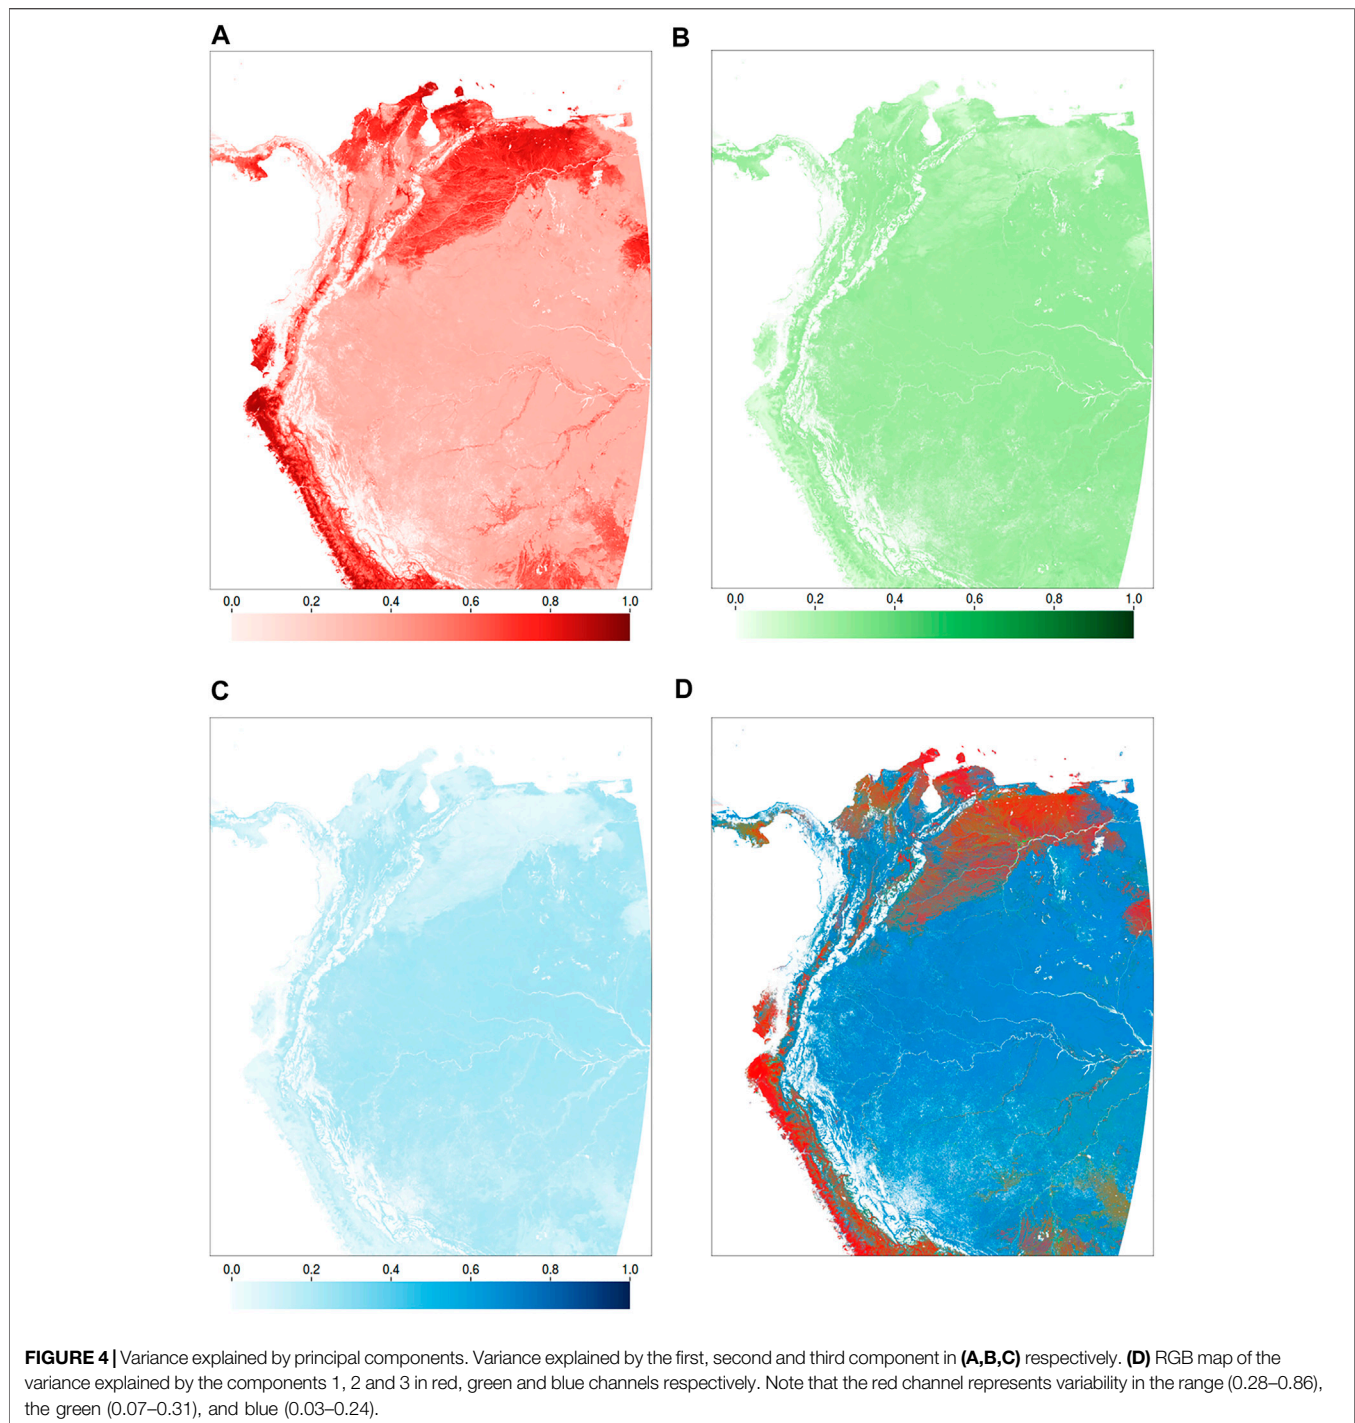 A
B
0.0 0.2 0.4 0.6 0.8 1.0
0.0 0.2 0.4 0.6 0.8 1.0
C
D
0.0 0.2 0.4 0.6 0.8 1.0
FIGURE 4 | Variance explained by principal components. Variance explained by the first, second and third component in (A,B,C) respectively. (D) RGB map of the
variance explained by the components 1, 2 and 3 in red, green and blue channels respectively. Note that the red channel represents variability in the range (0.28–0.86),
the green (0.07–0.31), and blue (0.03–0.24).